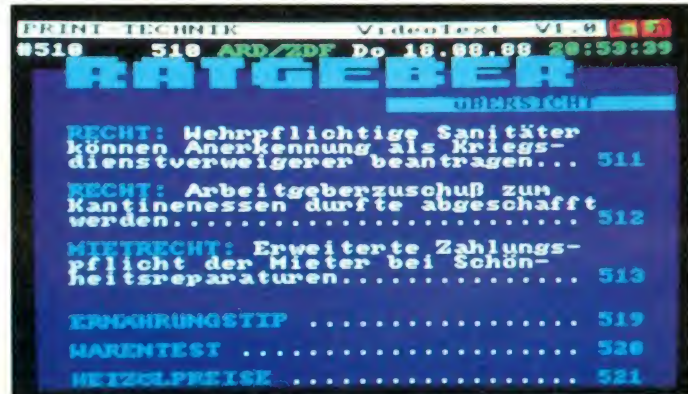 PRINT-TECHNIK VideoText V1.0
#510 510 ARD/ZDF Do 18.08.88 20:53:39
RATGEBER
ÜBERSICHT
RECHT: Wehrpflichtige Sanitäter
können Anerkennung als Kriegs-
dienstverweigerer beantragen... 511
RECHT: Arbeitgeberzuschuß zum
Kantinenessen durfte abgeschafft
werden............................ 512
MIETRECHT: Erweiterte Zahlungs-
pflicht der Mieter bei Schön-
heitsreparaturen................ 513
ERNÄHRUNGSTIP ................. 519
WARENTEST ..................... 520
HEIZÖLPREISE .................. 521